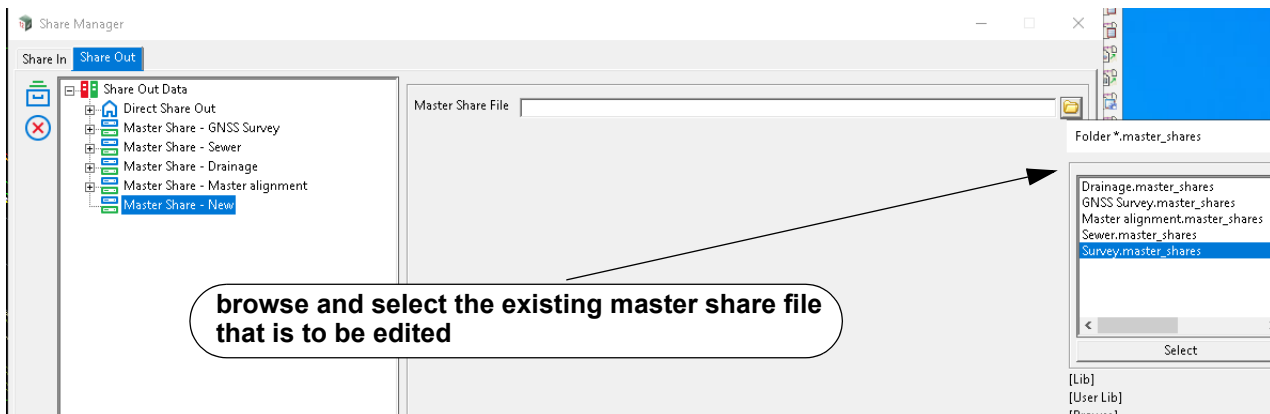 Share Manager
Share In
Share Out
Share Out Data
Direct Share Out
Master Share - GNSS Survey
Master Share - Sewer
Master Share - Drainage
Master Share - Master alignment
Master Share - New
Master Share File
Folder *.master_shares
Drainage.master_shares
GNSS Survey.master_shares
Master alignment.master_shares
Sewer.master_shares
Survey.master_shares
Select
[Lib]
[User Lib]
browse and select the existing master share file
that is to be edited